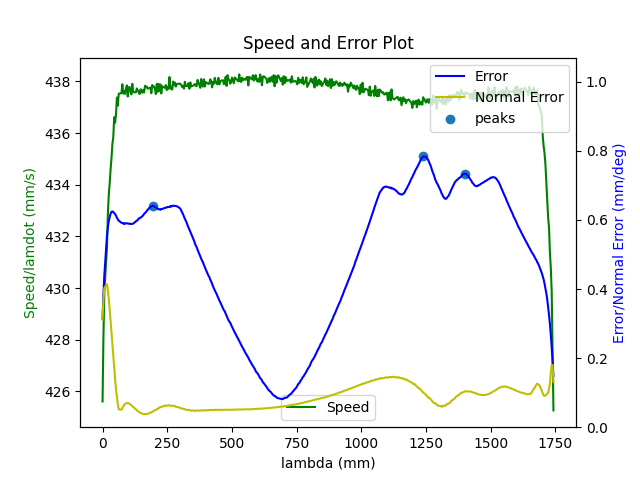 Speed and Error Plot
Speed/lamdot (mm/s)
438
436
434
432
430
428
426
Error
Normal Error
peaks
Speed
1.0
0.8
0.6
0.4
0.2
0.0
Error/Normal Error (mm/deg)
0
250
500
750
1000
1250
1500
1750
lambda (mm)